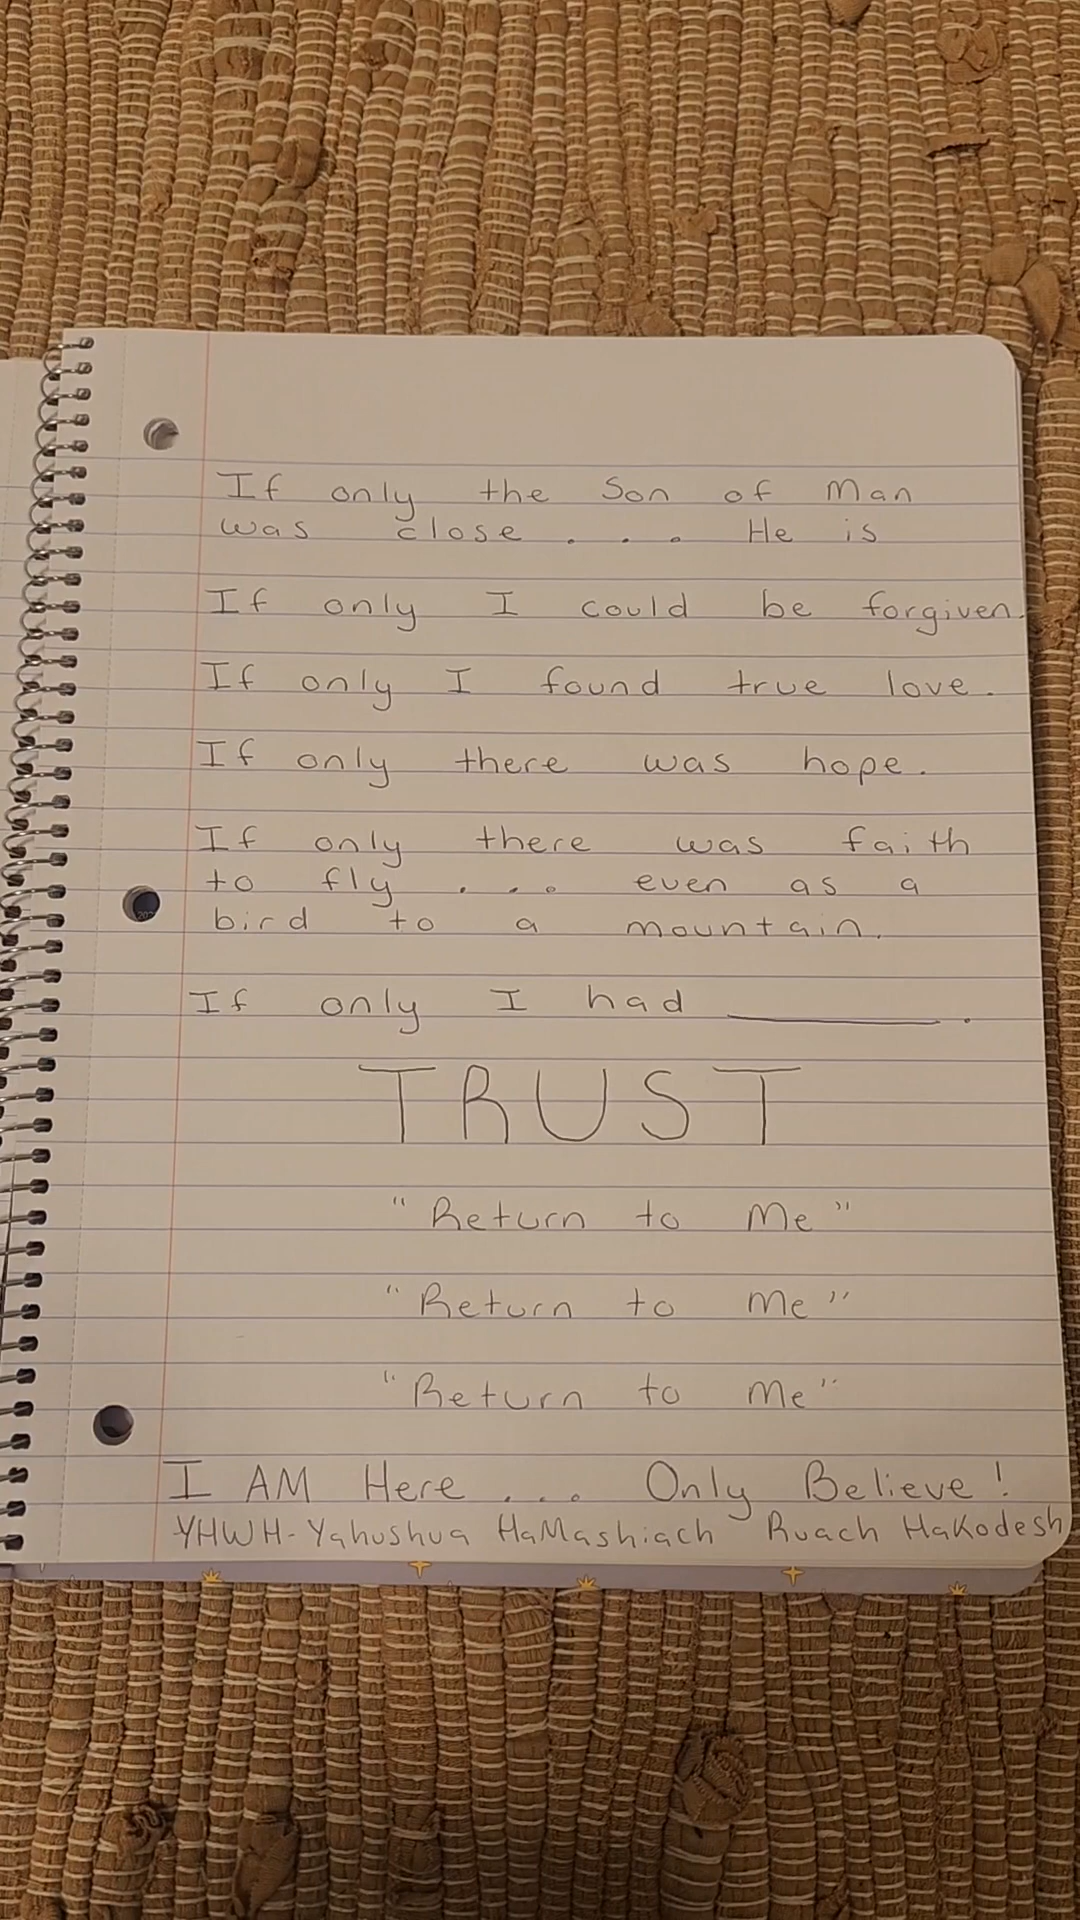 If only the Son of Man
was close . . . He is
If only I could be forgiven.
If only I found true love.
If only there was hope.
If only there was faith
to fly . . . even as a
bird to a mountain.
If only I had ________.
TRUST
"Return to Me"
"Return to Me"
"Return to Me"
I AM Here . . . Only Believe!
YHWH-Yahushua HaMashiach Ruach HaKodesh